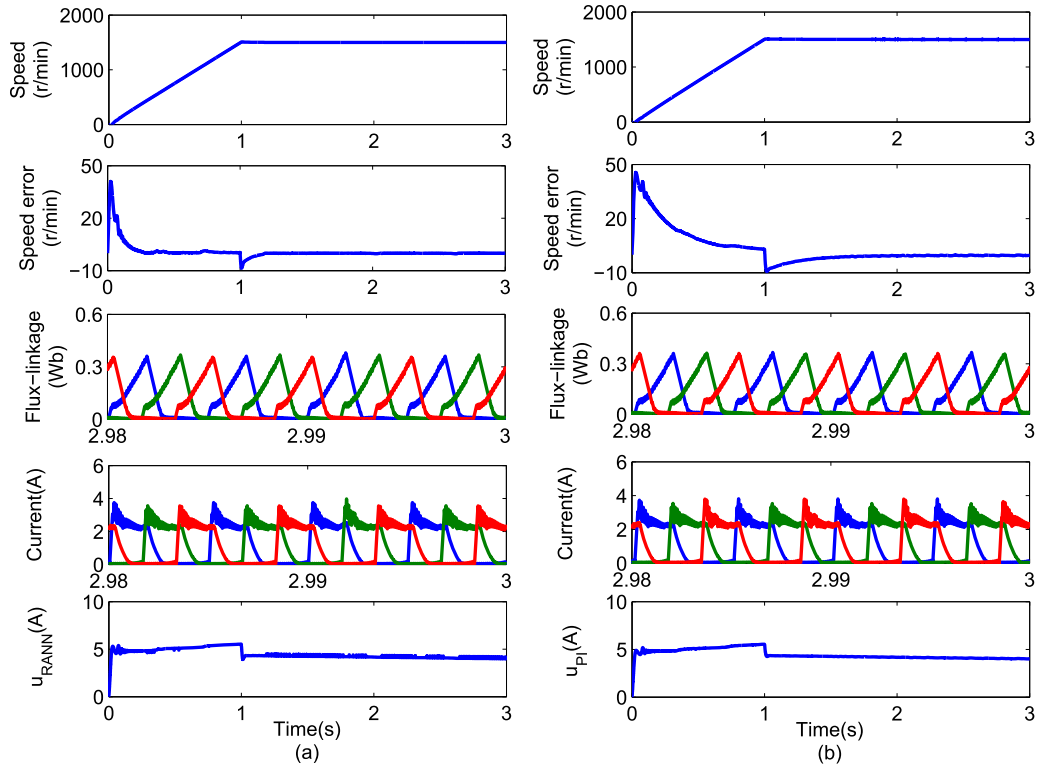 Speed
(r/min)
2000
1000
0
0 1 2 3
Speed error
(r/min)
50
20
−10
0 1 2 3
Flux−linkage
(Wb)
0.6
0.3
0
2.98 2.99 3
Current(A)
6
4
2
0
2.98 2.99 3
u_RANN(A)
10
5
0
0 1 2 3
Time(s)
(a)
Speed
(r/min)
2000
1000
0
0 1 2 3
Speed error
(r/min)
50
20
−10
0 1 2 3
Flux−linkage
(Wb)
0.6
0.3
0
2.98 2.99 3
Current(A)
6
4
2
0
2.98 2.99 3
u_PI(A)
10
5
0
0 1 2 3
Time(s)
(b)